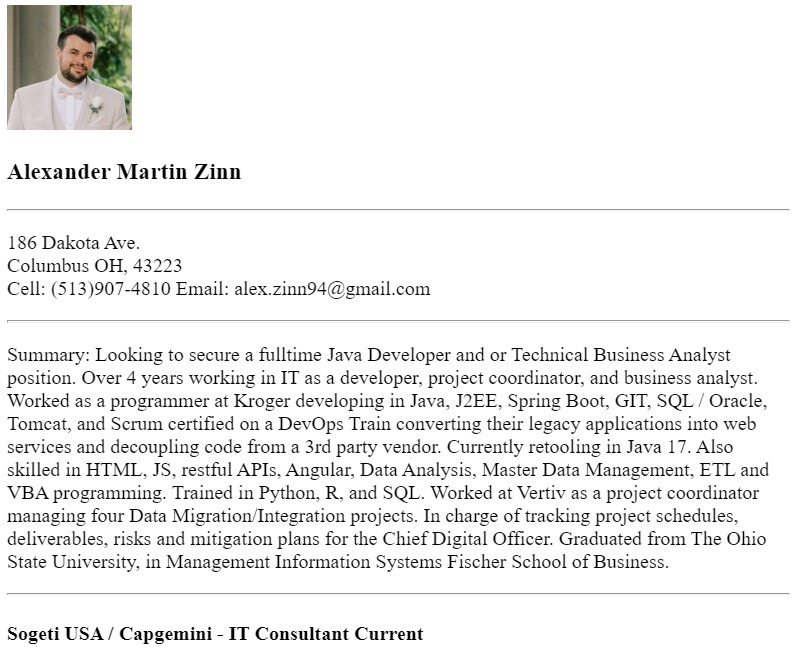 Alexander Martin Zinn
186 Dakota Ave.
Columbus OH, 43223
Cell: (513)907-4810 Email: alex.zinn94@gmail.com
Summary: Looking to secure a fulltime Java Developer and or Technical Business Analyst
position. Over 4 years working in IT as a developer, project coordinator, and business analyst.
Worked as a programmer at Kroger developing in Java, J2EE, Spring Boot, GIT, SQL / Oracle,
Tomcat, and Scrum certified on a DevOps Train converting their legacy applications into web
services and decoupling code from a 3rd party vendor. Currently retooling in Java 17. Also
skilled in HTML, JS, restful APIs, Angular, Data Analysis, Master Data Management, ETL and
VBA programming. Trained in Python, R, and SQL. Worked at Vertiv as a project coordinator
managing four Data Migration/Integration projects. In charge of tracking project schedules,
deliverables, risks and mitigation plans for the Chief Digital Officer. Graduated from The Ohio
State University, in Management Information Systems Fischer School of Business.
Sogeti USA / Capgemini - IT Consultant Current